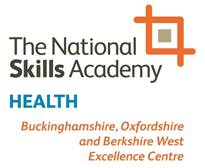 The National
Skills Academy
HEALTH
Buckinghamshire, Oxfordshire
and Berkshire West
Excellence Centre